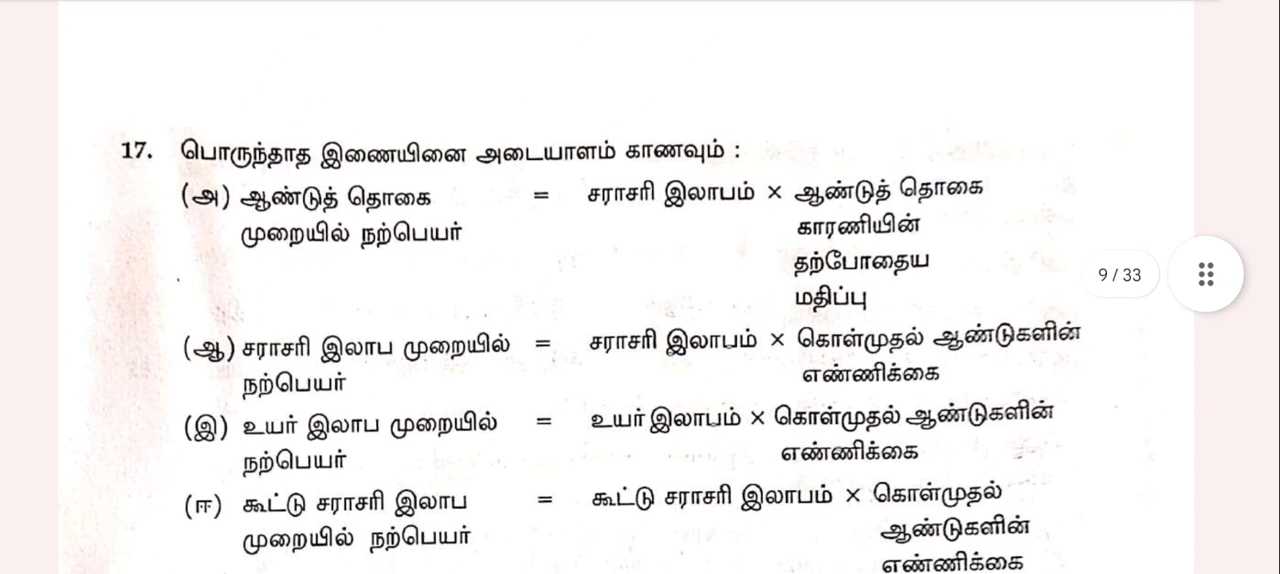 17. பொருந்தாத இணையினை அடையாளம் காணவும் :
(அ) ஆண்டுத் தொகை = சராசரி இலாபம் × ஆண்டுத் தொகை
முறையில் நற்பெயர் காரணியின்
தற்போதைய
9 / 33
மதிப்பு
(ஆ) சராசரி இலாப முறையில் = சராசரி இலாபம் × கொள்முதல் ஆண்டுகளின்
நற்பெயர் எண்ணிக்கை
(இ) உயர் இலாப முறையில் = உயர் இலாபம் × கொள்முதல் ஆண்டுகளின்
நற்பெயர் எண்ணிக்கை
(ஈ) கூட்டு சராசரி இலாப = கூட்டு சராசரி இலாபம் × கொள்முதல்
முறையில் நற்பெயர் ஆண்டுகளின்
எண்ணிக்கை